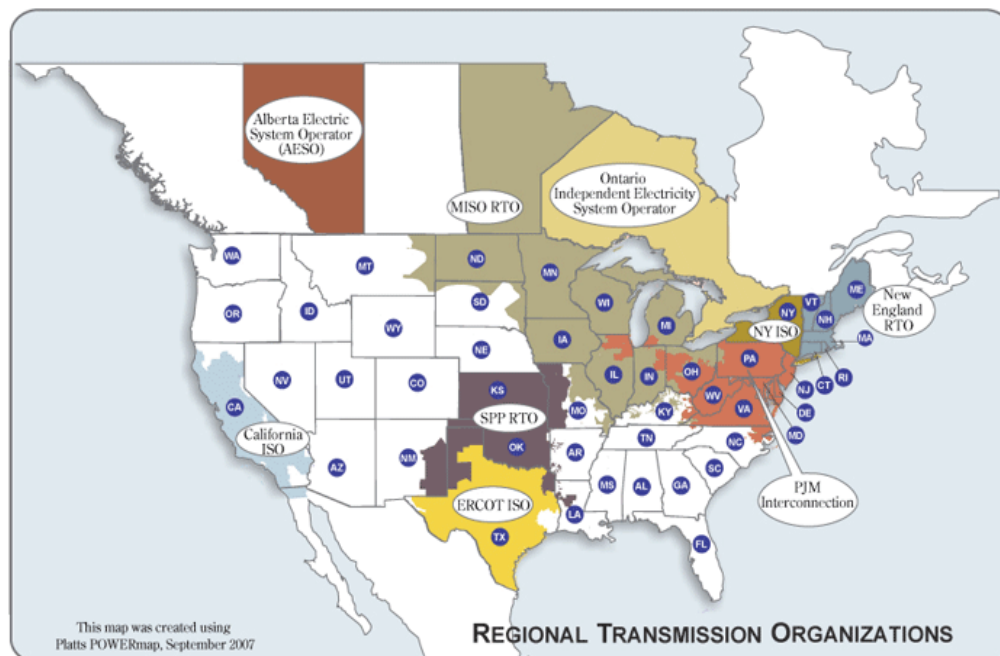 Alberta Electric
System Operator
(AESO)
Ontario
Independent Electricity
System Operator
MISO RTO
WA
MT
ND
MN
OR
ID
SD
WI
MI
WY
IA
NE
NV
UT
CO
KS
CA
California
ISO
AZ
NM
SPP RTO
OK
MO
IL
IN
OH
KY
WV
VA
PA
NY
NY ISO
VT
NH
ME
New
England
RTO
MA
RI
CT
NJ
DE
MD
NC
TN
AR
SC
MS
AL
GA
LA
FL
ERCOT ISO
TX
PJM
Interconnection
This map was created using
Platts POWERmap, September 2007
REGIONAL TRANSMISSION ORGANIZATIONS